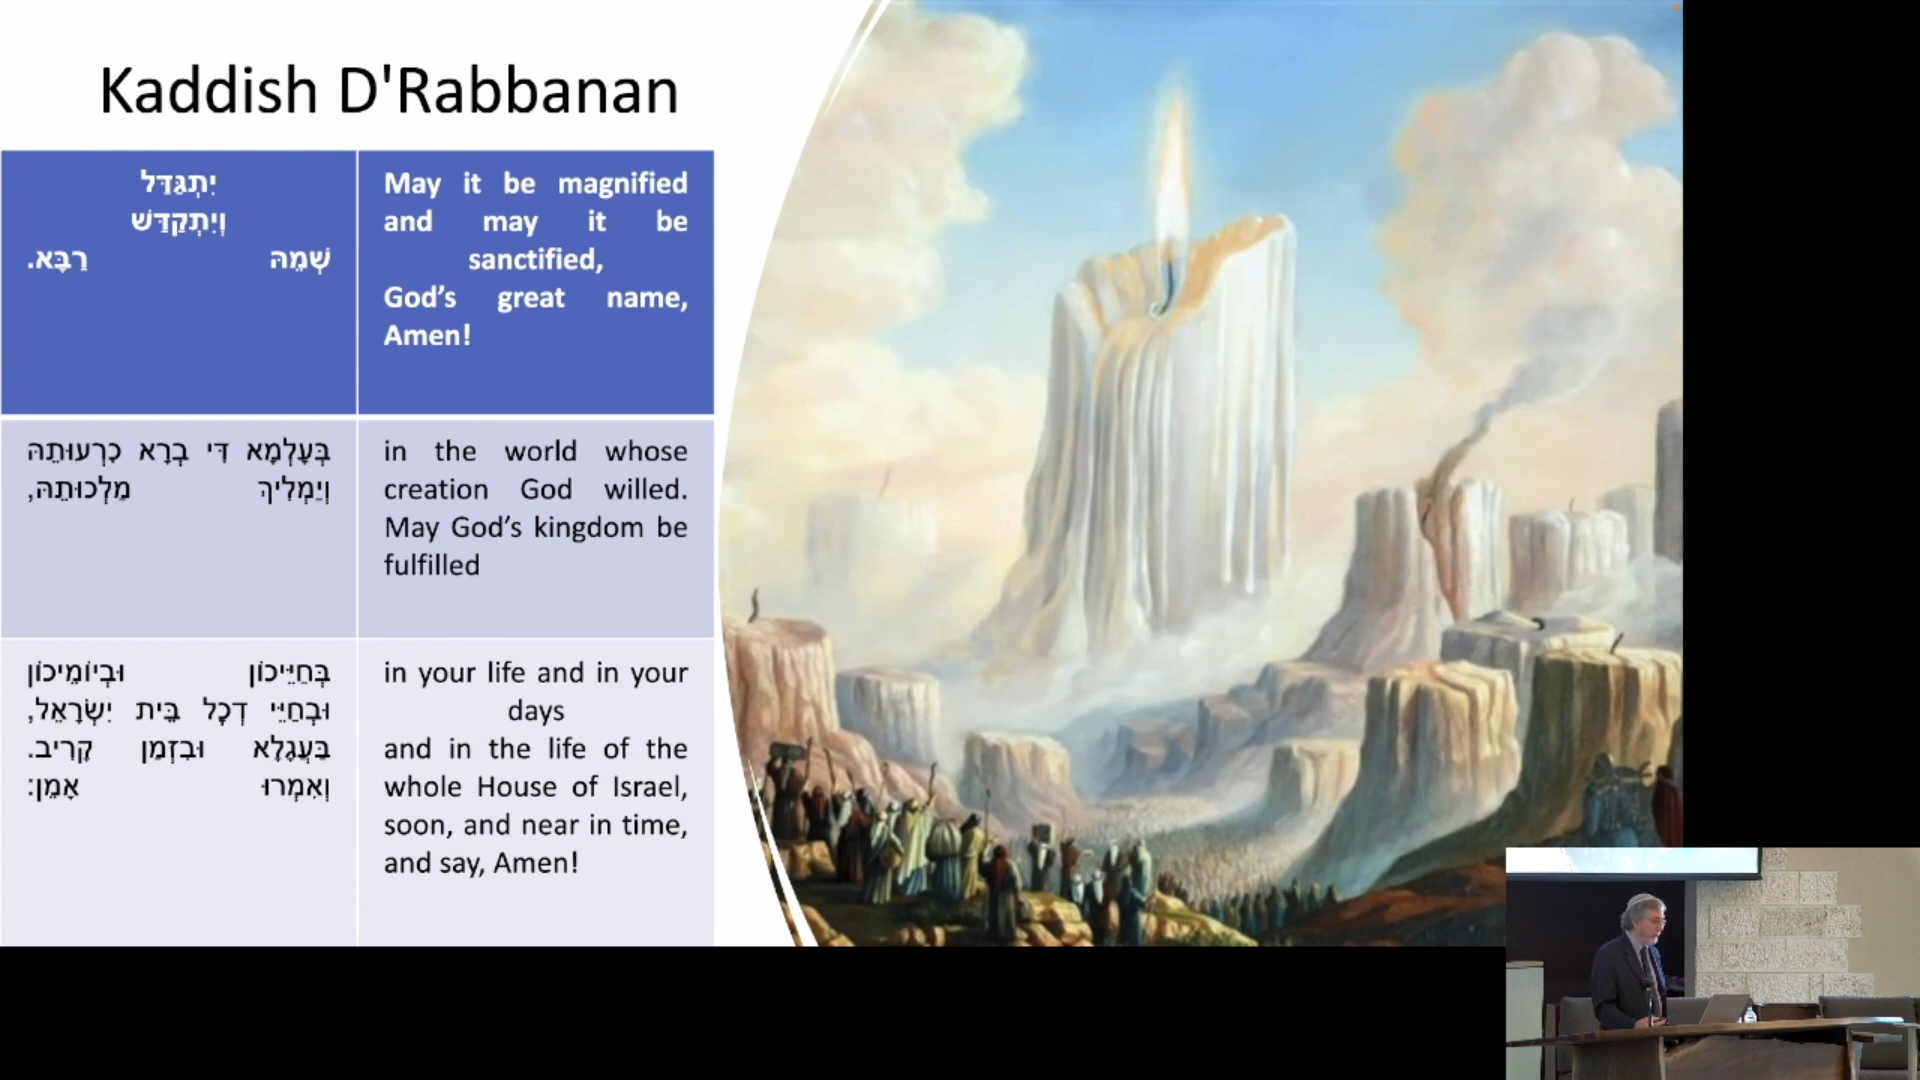 Kaddish D'Rabbanan
יִתְגַּדַּל
וְיִתְקַדַּשׁ
שְׁמֵהּ רַבָּא.
May it be magnified
and may it be
sanctified,
God’s great name,
Amen!
בְּעָלְמָא דִּי בְרָא כִרְעוּתֵהּ
וְיַמְלִיךְ מַלְכוּתֵהּ,
in the world whose
creation God willed.
May God’s kingdom be
fulfilled
בְּחַיֵּיכוֹן וּבְיוֹמֵיכוֹן
וּבְחַיֵּי דְכָל בֵּית יִשְׂרָאֵל,
בַּעֲגָלָא וּבִזְמַן קָרִיב.
וְאִמְרוּ אָמֵן:
in your life and in your
days
and in the life of the
whole House of Israel,
soon, and near in time,
and say, Amen!